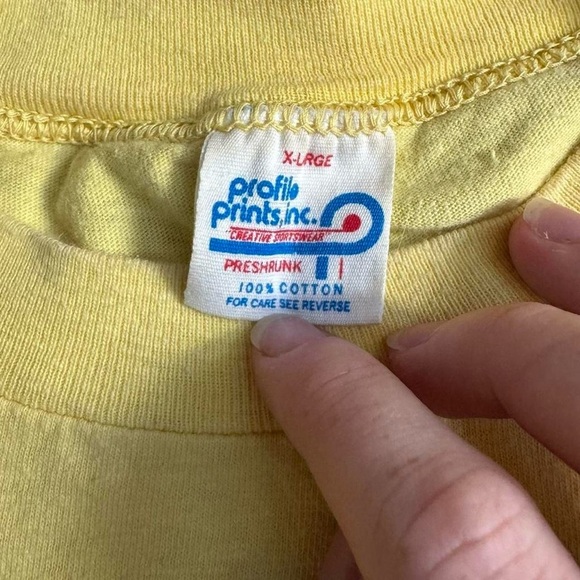 X-LRGE
profile
prints, inc.
"CREATIVE SPORTSWEAR"
PRESHRUNK
100% COTTON
FOR CARE SEE REVERSE